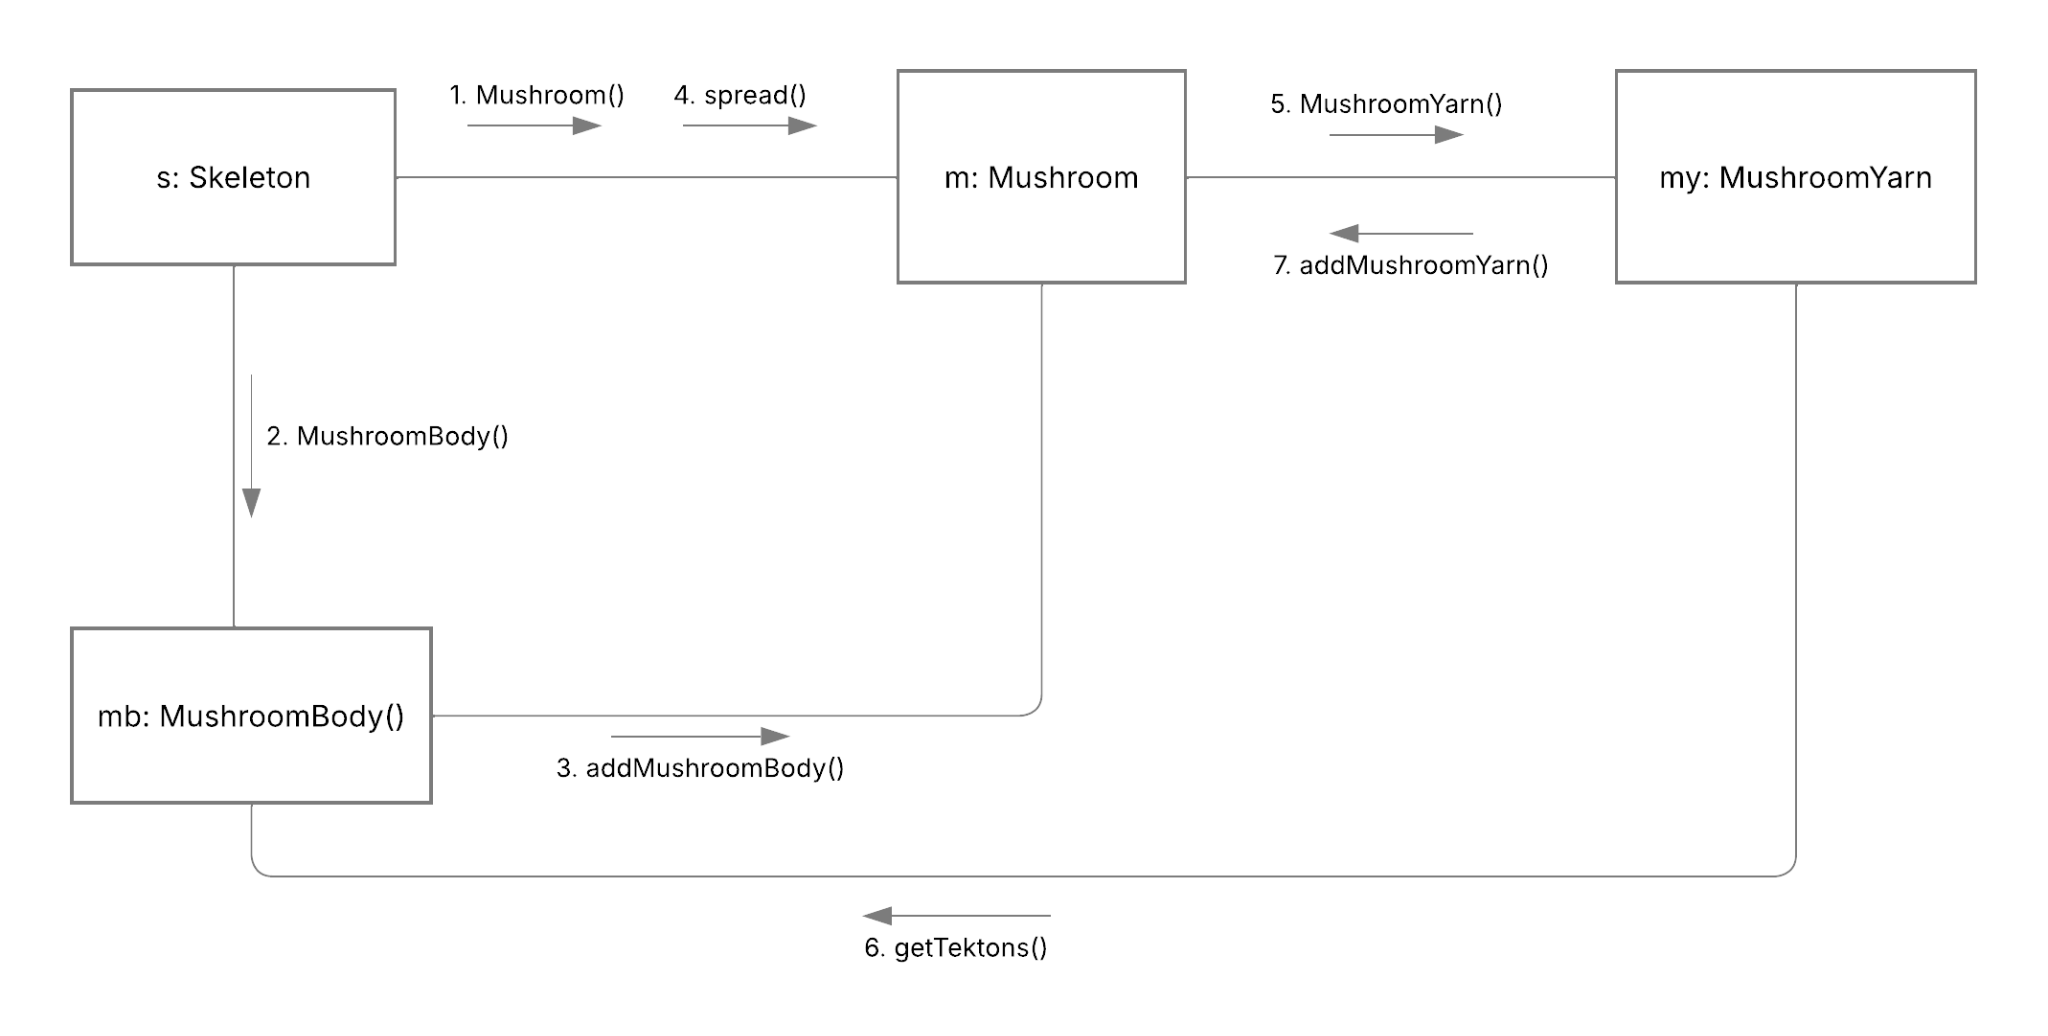 1. Mushroom()
4. spread()
5. MushroomYarn()
s: Skeleton
m: Mushroom
my: MushroomYarn
7. addMushroomYarn()
2. MushroomBody()
mb: MushroomBody()
3. addMushroomBody()
6. getTektons()